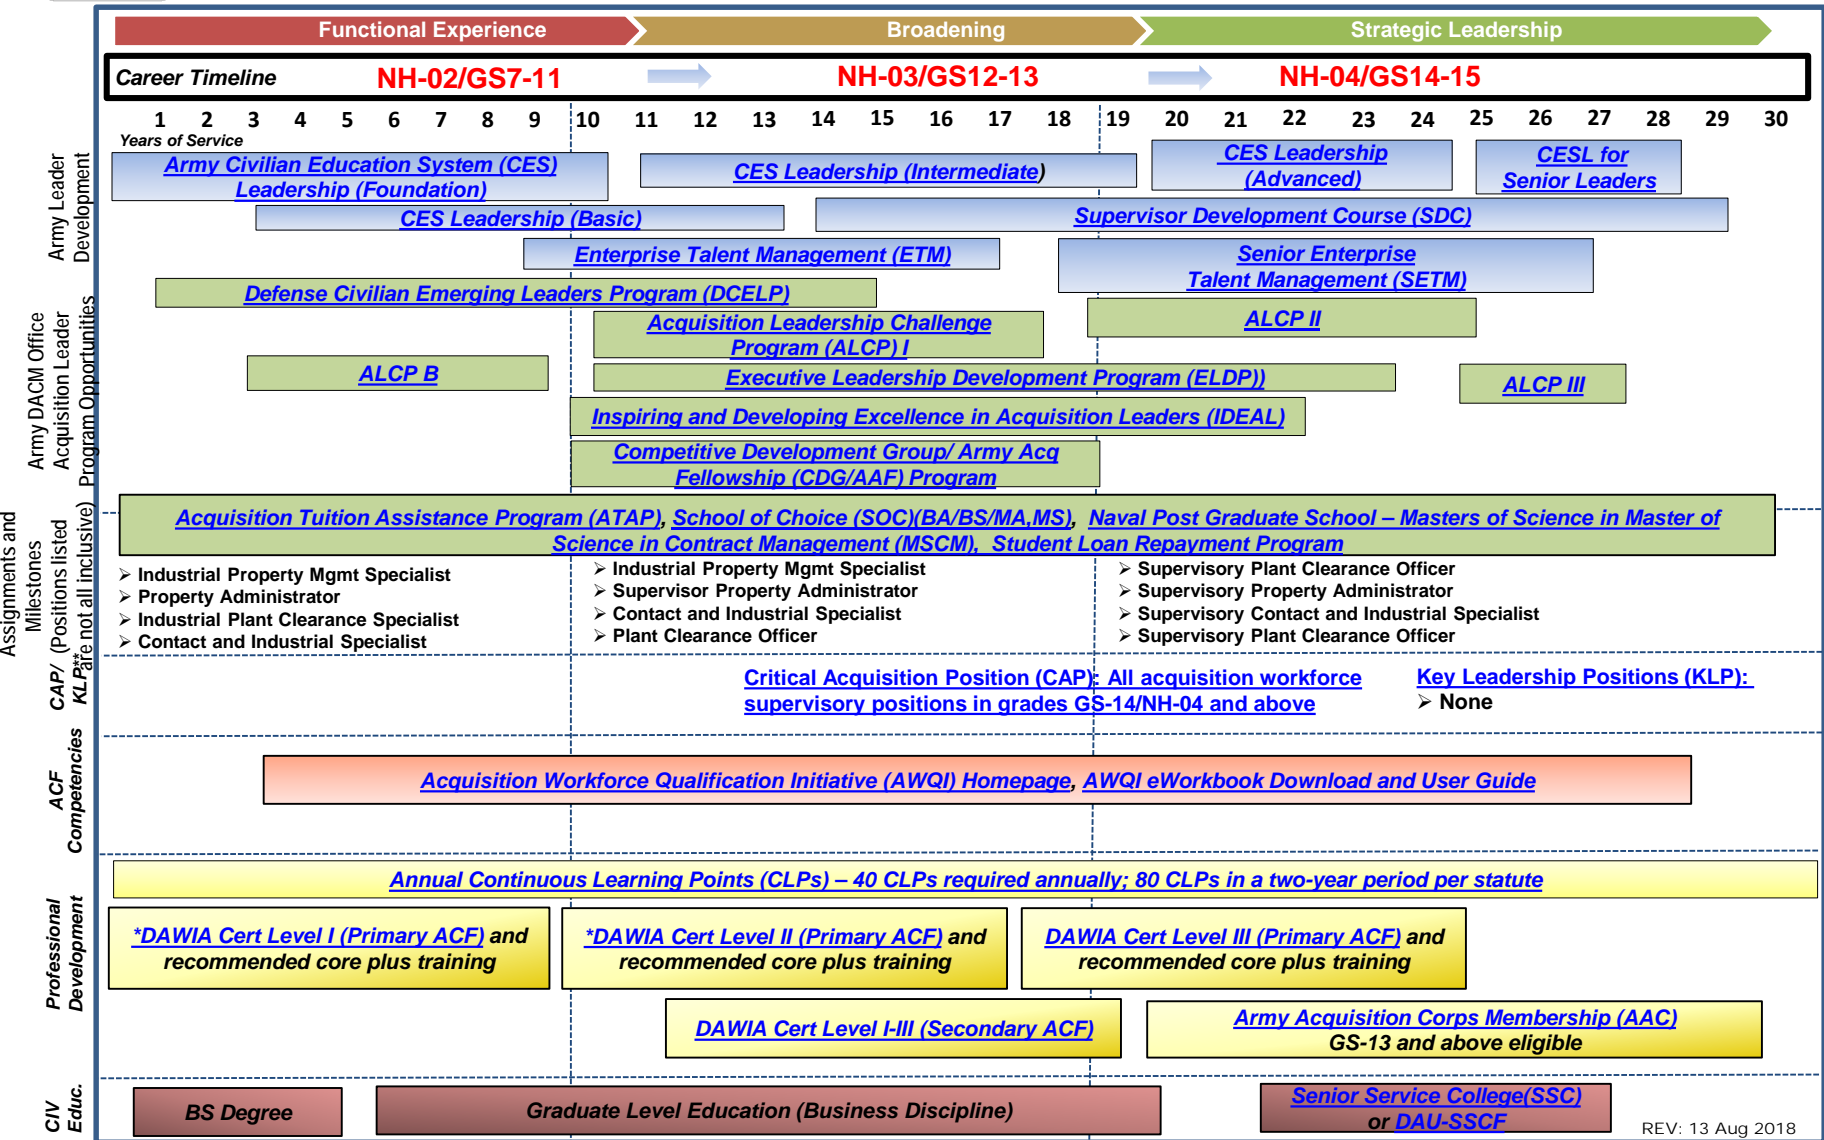 Functional Experience
Broadening
Strategic Leadership
Career Timeline
NH-02/GS7-11
NH-03/GS12-13
NH-04/GS14-15
1 2 3 4 5 6 7 8 9 10 11 12 13 14 15 16 17 18 19 20 21 22 23 24 25 26 27 28 29 30
Years of Service
Army Leader
Development
Army Civilian Education System (CES)
Leadership (Foundation)
CES Leadership (Intermediate)
CES Leadership
(Advanced)
CESL for
Senior Leaders
CES Leadership (Basic)
Supervisor Development Course (SDC)
Enterprise Talent Management (ETM)
Senior Enterprise
Talent Management (SETM)
Army DACM Office
Acquisition Leader
Program Opportunities
Defense Civilian Emerging Leaders Program (DCELP)
Acquisition Leadership Challenge
Program (ALCP) I
ALCP II
ALCP B
Executive Leadership Development Program (ELDP))
ALCP III
Inspiring and Developing Excellence in Acquisition Leaders (IDEAL)
Competitive Development Group/ Army Acq
Fellowship (CDG/AAF) Program
Acquisition Tuition Assistance Program (ATAP), School of Choice (SOC)(BA/BS/MA,MS), Naval Post Graduate School – Masters of Science in Master of
Science in Contract Management (MSCM), Student Loan Repayment Program
Assignments and
Milestones
(Positions listed
are not all inclusive)
➢ Industrial Property Mgmt Specialist
➢ Property Administrator
➢ Industrial Plant Clearance Specialist
➢ Contact and Industrial Specialist
➢ Industrial Property Mgmt Specialist
➢ Supervisor Property Administrator
➢ Contact and Industrial Specialist
➢ Plant Clearance Officer
➢ Supervisory Plant Clearance Officer
➢ Supervisory Property Administrator
➢ Supervisory Contact and Industrial Specialist
➢ Supervisory Plant Clearance Officer
CAP/
KLP**
Critical Acquisition Position (CAP): All acquisition workforce
supervisory positions in grades GS-14/NH-04 and above
Key Leadership Positions (KLP):
➢ None
ACF
Competencies
Acquisition Workforce Qualification Initiative (AWQI) Homepage, AWQI eWorkbook Download and User Guide
Professional
Development
Annual Continuous Learning Points (CLPs) – 40 CLPs required annually; 80 CLPs in a two-year period per statute
*DAWIA Cert Level I (Primary ACF) and
recommended core plus training
*DAWIA Cert Level II (Primary ACF) and
recommended core plus training
DAWIA Cert Level III (Primary ACF) and
recommended core plus training
DAWIA Cert Level I-III (Secondary ACF)
Army Acquisition Corps Membership (AAC)
GS-13 and above eligible
CIV
Educ.
BS Degree
Graduate Level Education (Business Discipline)
Senior Service College(SSC)
or DAU-SSCF
REV: 13 Aug 2018